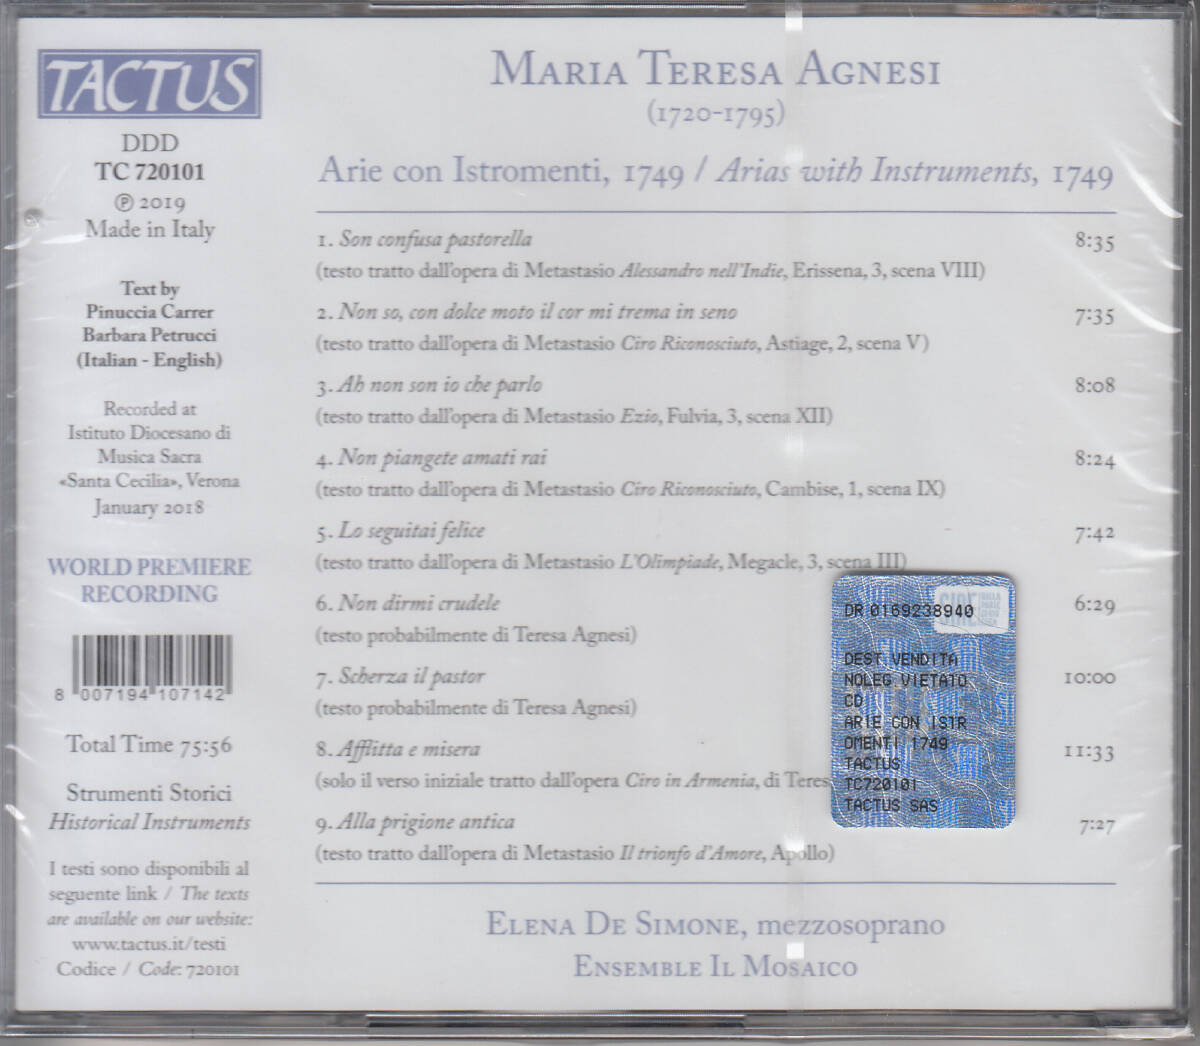 TACTUS
DDD
TC 720101
℗ 2019
Made in Italy
Text by
Pinuccia Carrer
Barbara Petrucci
(Italian - English)
Recorded at
Istituto Diocesano di
Musica Sacra
«Santa Cecilia», Verona
January 2018
WORLD PREMIERE
RECORDING
8 007194 107142
Total Time 75:56
Strumenti Storici
Historical Instruments
I testi sono disponibili al
seguente link / The texts
are available on our website:
www.tactus.it/testi
Codice / Code: 720101
MARIA TERESA AGNESI
(1720-1795)
Arie con Istromenti, 1749 / Arias with Instruments, 1749
1. Son confusa pastorella 8:35
(testo tratto dall'opera di Metastasio Alessandro nell'Indie, Erissena, 3, scena VIII)
2. Non so, con dolce moto il cor mi trema in seno 7:35
(testo tratto dall'opera di Metastasio Ciro Riconosciuto, Astiage, 2, scena V)
3. Ah non son io che parlo 8:08
(testo tratto dall'opera di Metastasio Ezio, Fulvia, 3, scena XII)
4. Non piangete amati rai 8:24
(testo tratto dall'opera di Metastasio Ciro Riconosciuto, Cambise, 1, scena IX)
5. Lo seguitai felice 7:42
(testo tratto dall'opera di Metastasio L'Olimpiade, Megacle, 3, scena III)
6. Non dirmi crudele 6:29
(testo probabilmente di Teresa Agnesi)
7. Scherza il pastor 10:00
(testo probabilmente di Teresa Agnesi)
8. Afflitta e misera 11:33
(solo il verso iniziale tratto dall'opera Ciro in Armenia, di Teres
9. Alla prigione antica 7:27
(testo tratto dall'opera di Metastasio Il trionfo d'Amore, Apollo)
DR 0169238940
DEST.VENDITA
NOLEG VIETATO
CD
ARIE CON ISTR
OMENTI 1749
TACTUS
TC720101
TACTUS SAS
ELENA DE SIMONE, mezzosoprano
ENSEMBLE IL MOSAICO